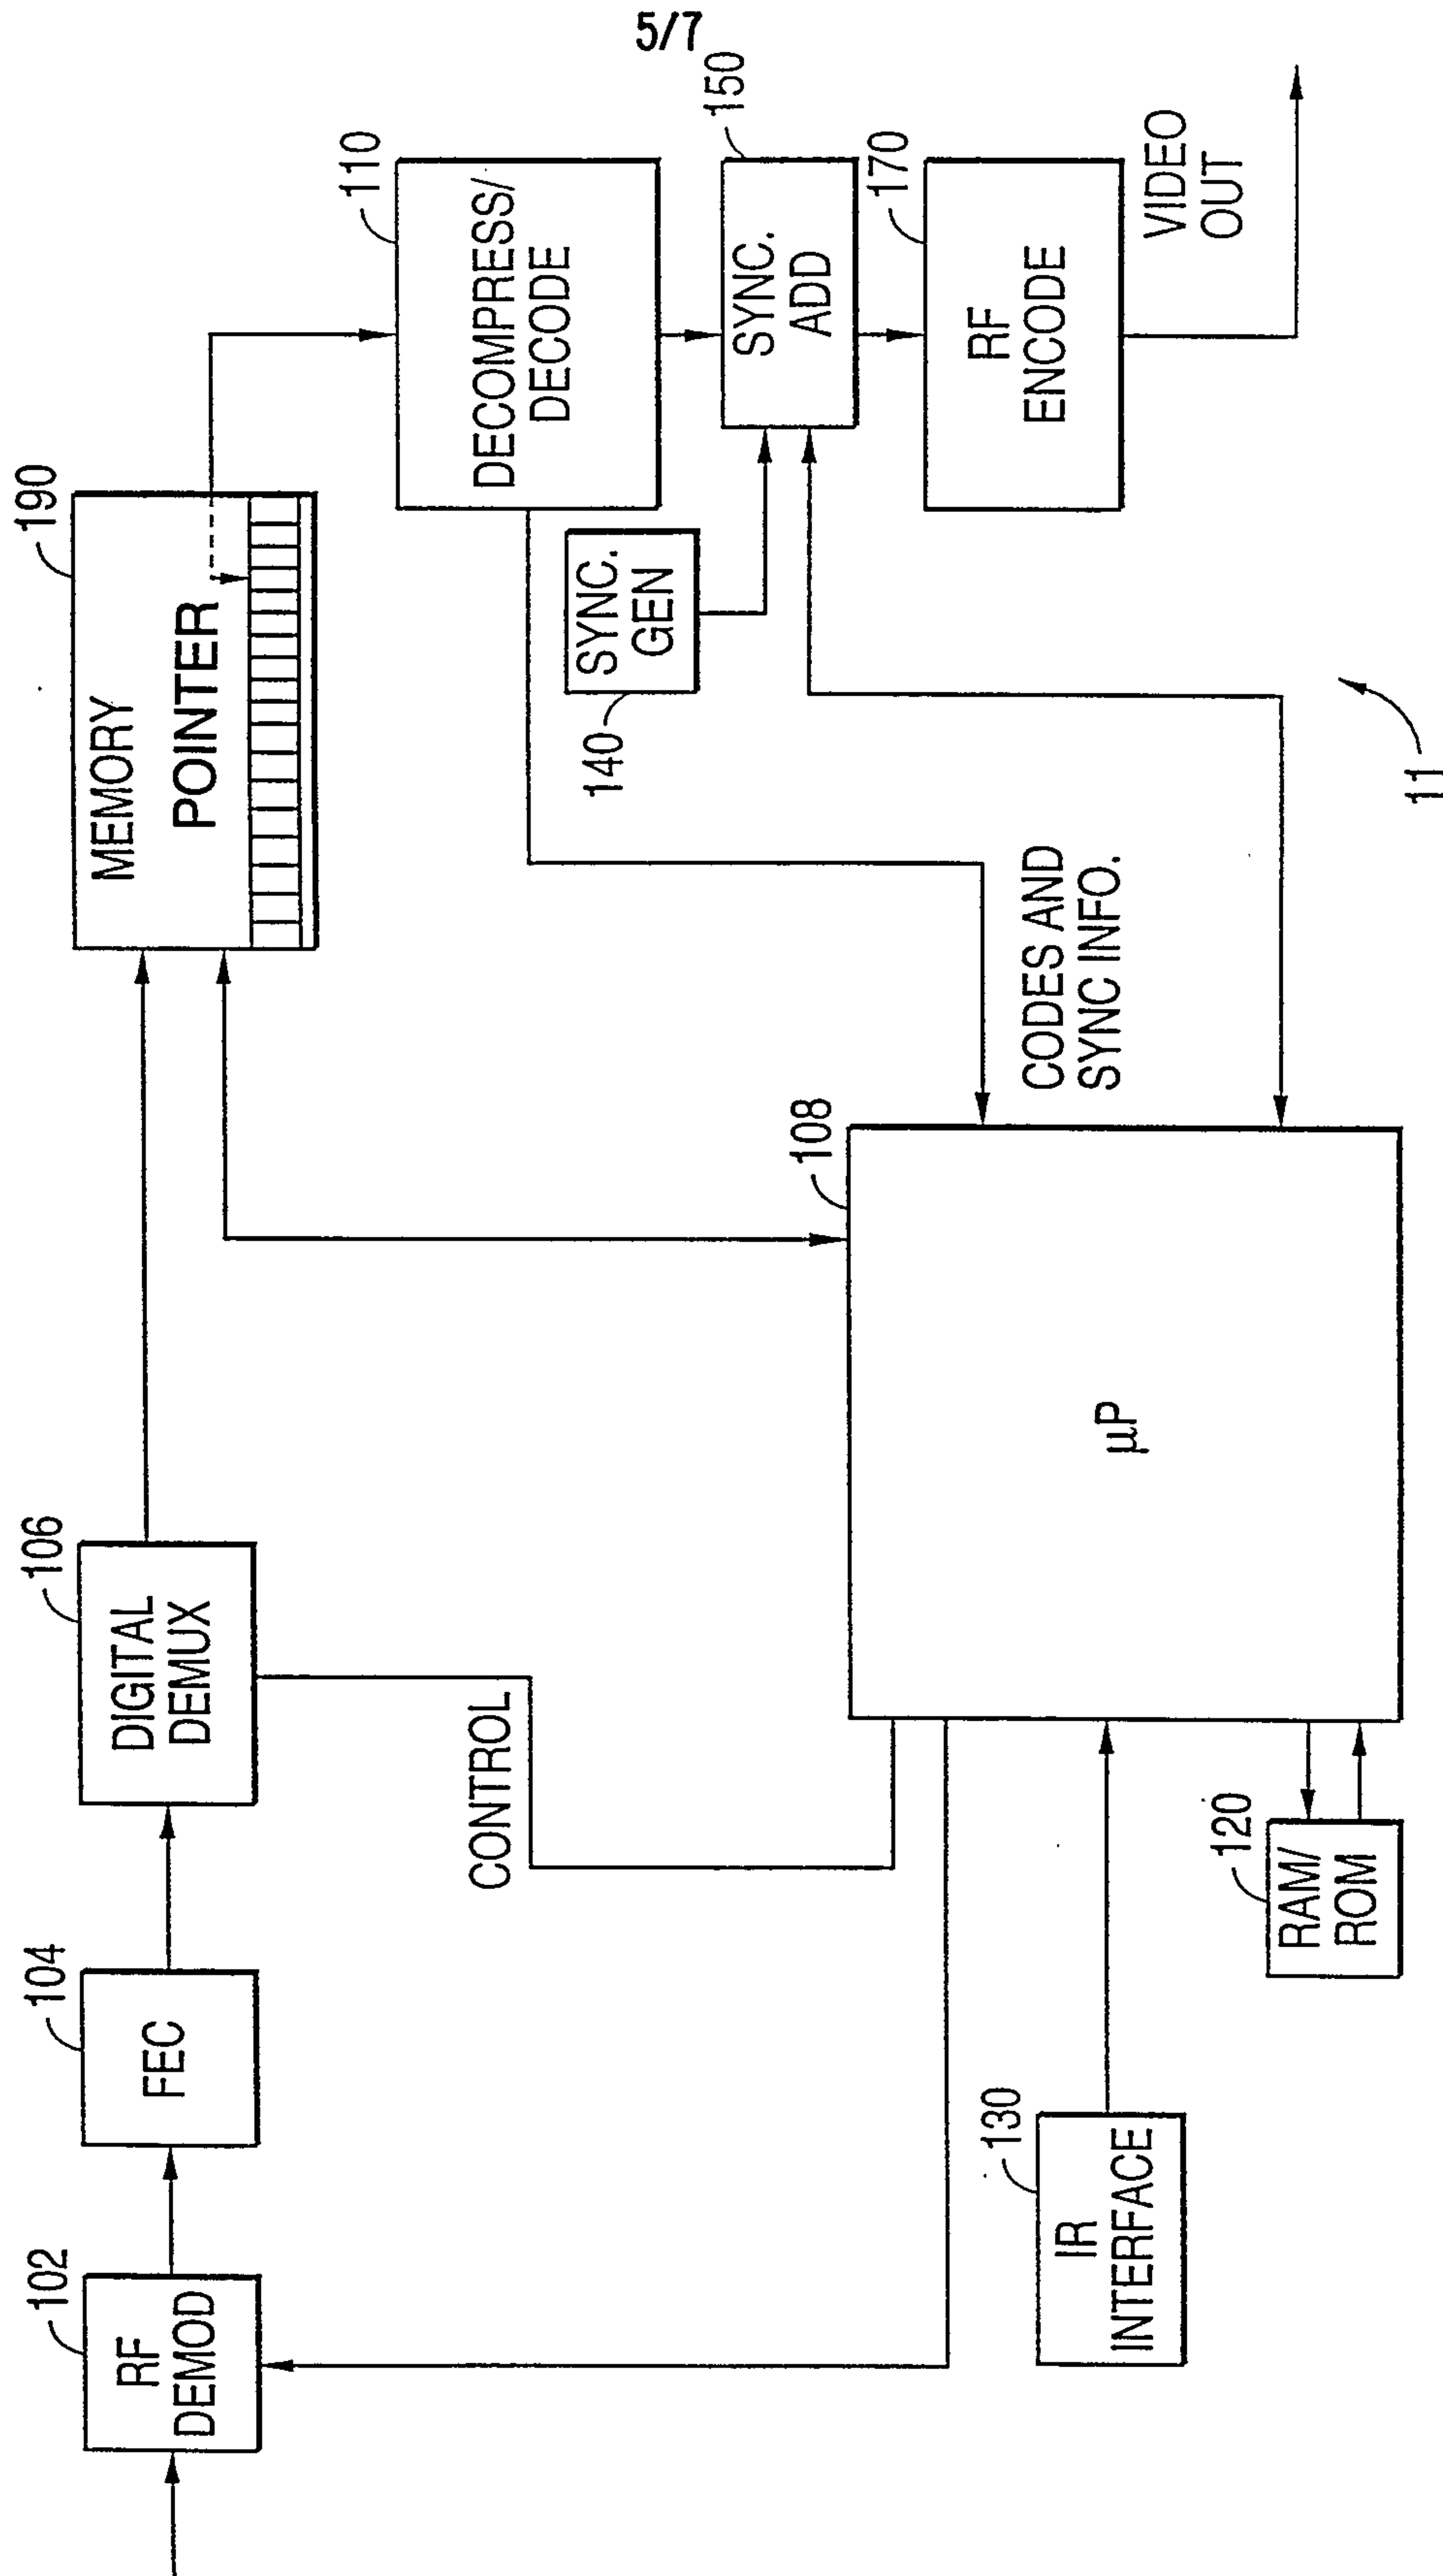 5/7
102
RF
DEMOD
104
FEC
106
DIGITAL
DEMUX
190
MEMORY
POINTER
110
DECOMPRESS/
DECODE
150
SYNC.
ADD
170
RF
ENCODE
VIDEO
OUT
SYNC.
GEN
140
CONTROL
108
µP
CODES AND
SYNC INFO.
130
IR
INTERFACE
120
RAM/
ROM
11